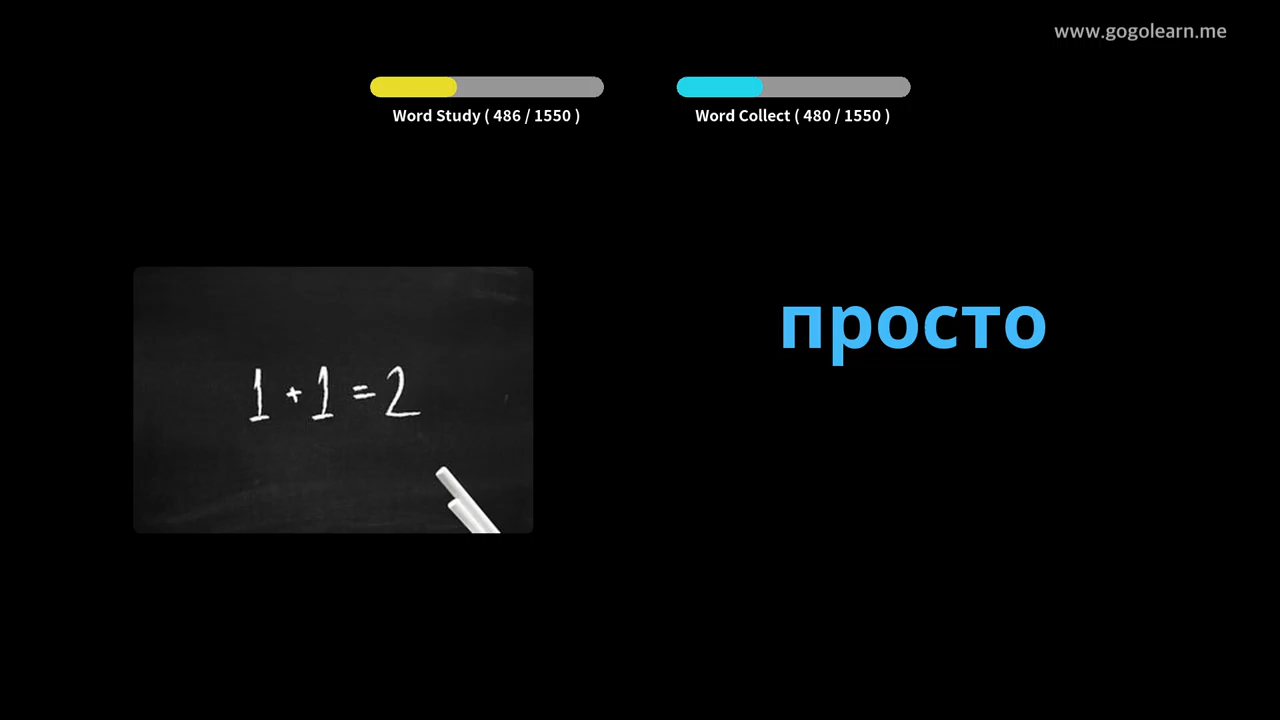 www.gogolearn.me
Word Study ( 486 / 1550 )
Word Collect ( 480 / 1550 )
просто
1 + 1 = 2